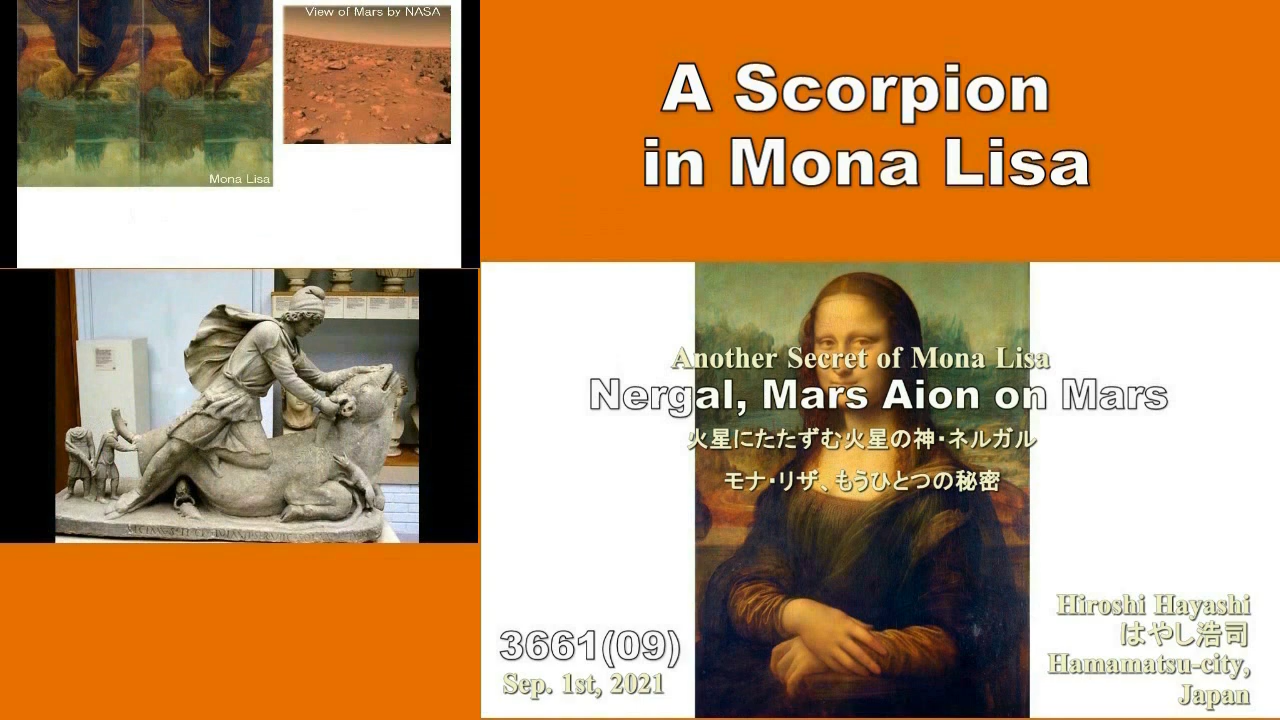 View of Mars by NASA
Mona Lisa
A Scorpion
in Mona Lisa
Another Secret of Mona Lisa
Nergal, Mars Aion on Mars
火星にたたずむ火星の神・ネルガル
モナ・リザ、もうひとつの秘密
3661(09)
Sep. 1st, 2021
Hiroshi Hayashi
はやし浩司
Hamamatsu-city,
Japan